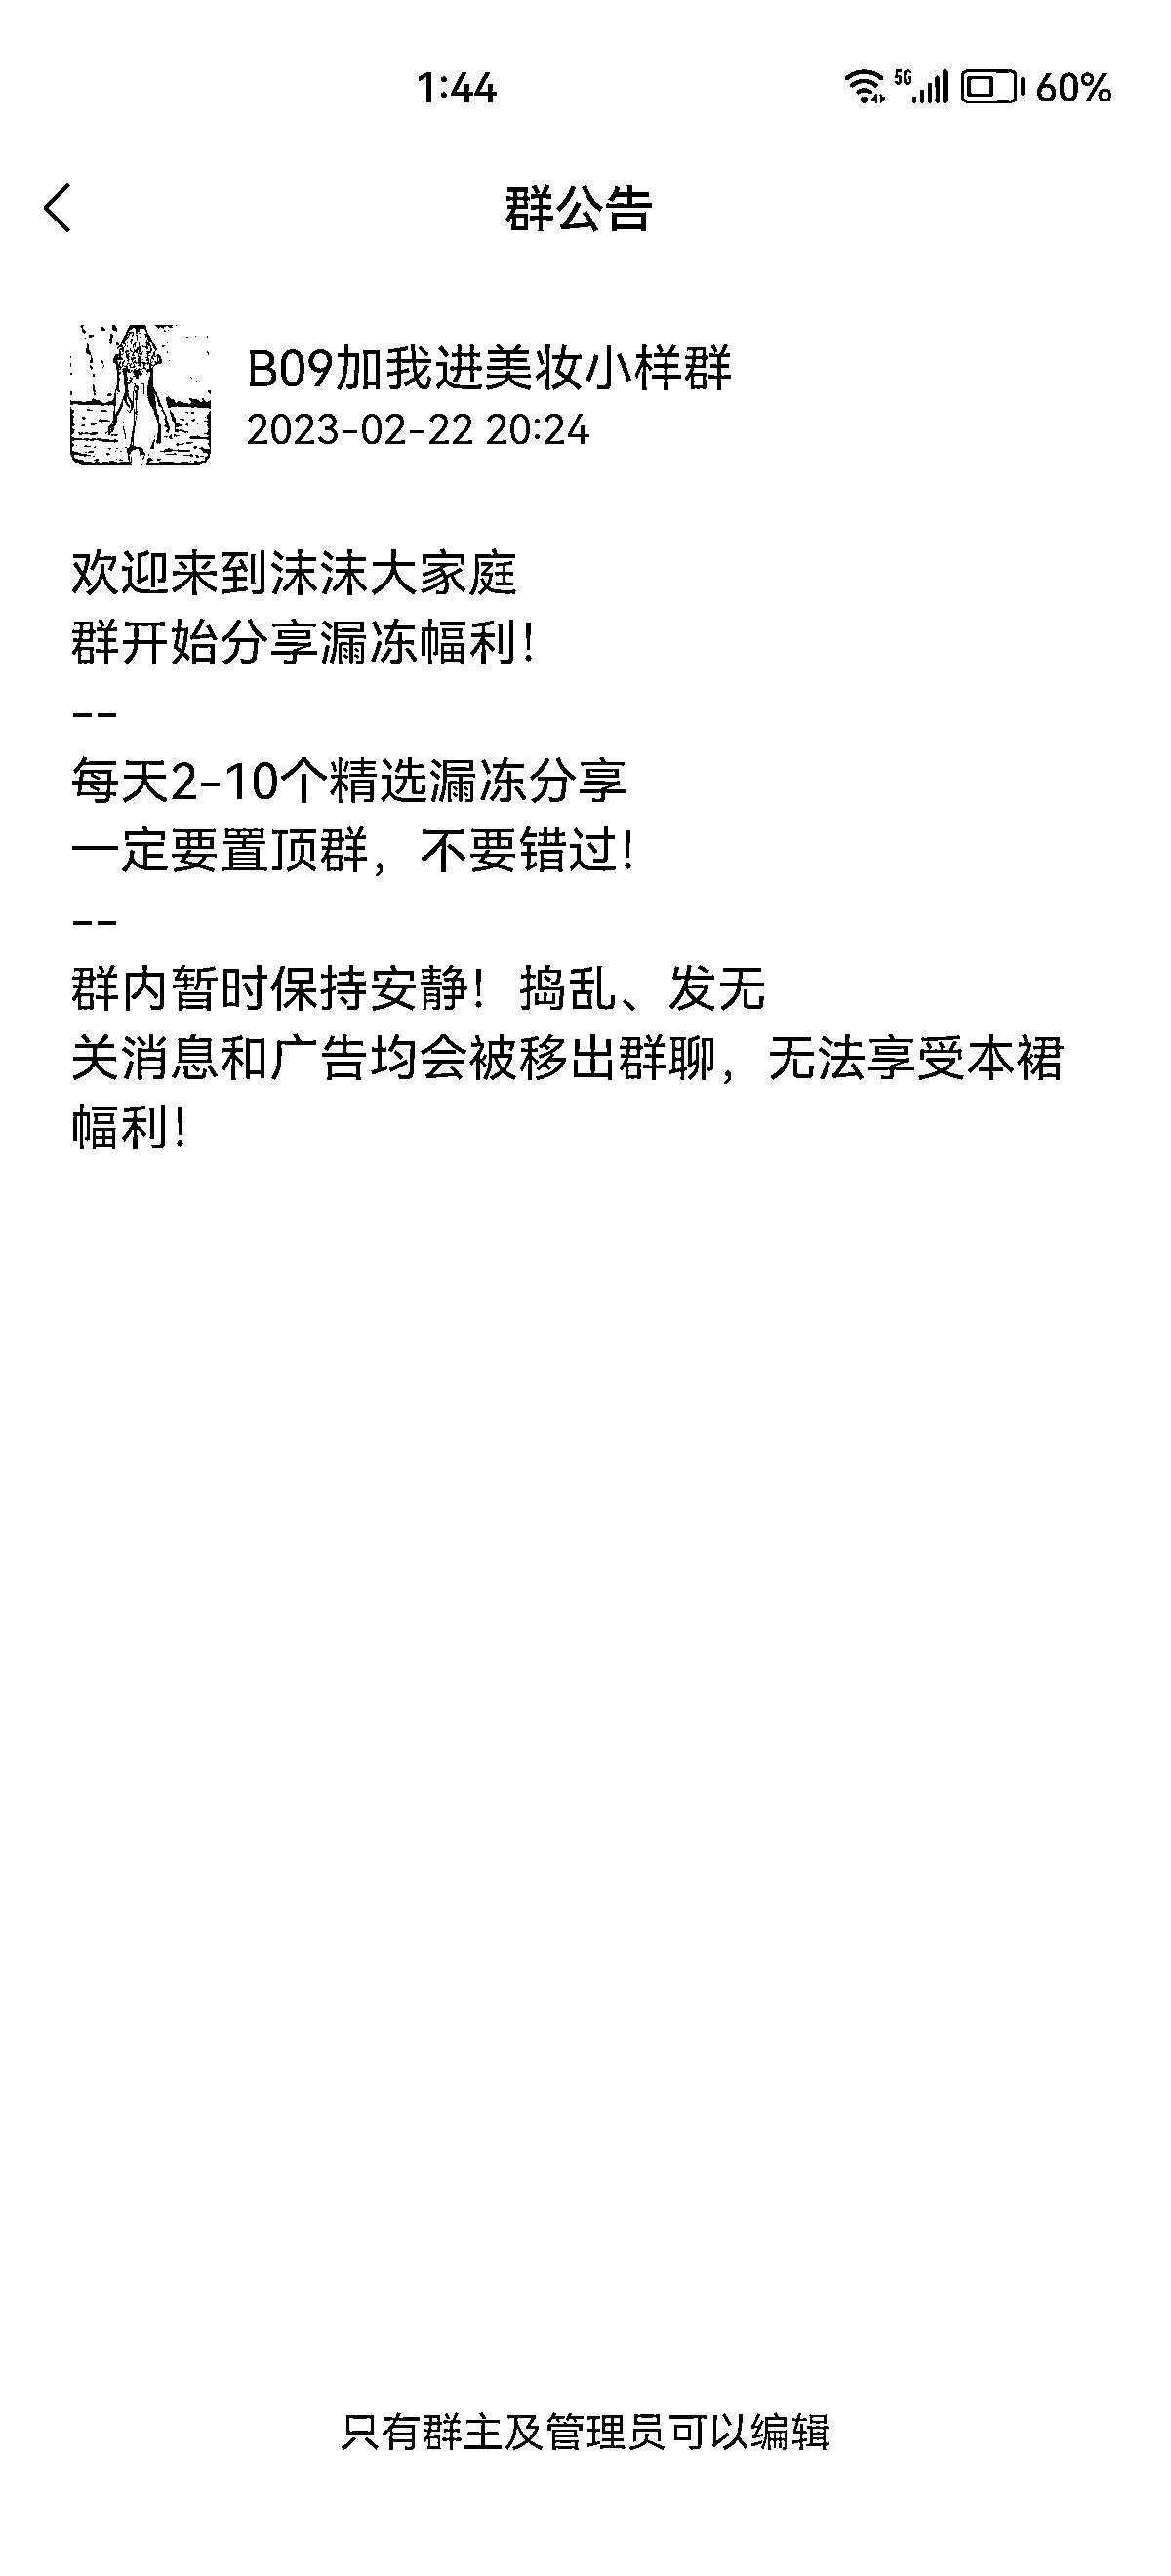 1:44 5G 60%
群公告
B09加我进美妆小样群
2023-02-22 20:24
欢迎来到沫沫大家庭
群开始分享漏冻幅利！
--
每天2-10个精选漏冻分享
一定要置顶群，不要错过！
--
群内暂时保持安静！捣乱、发无
关消息和广告均会被移出群聊，无法享受本裙
幅利！
只有群主及管理员可以编辑